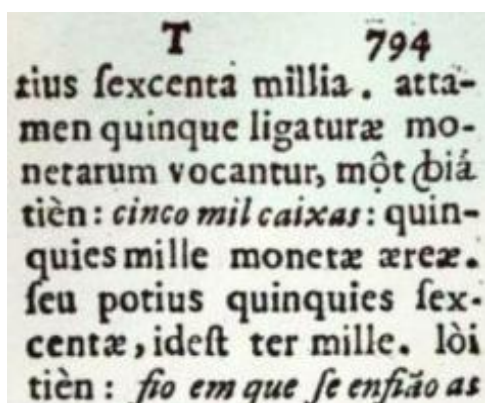 T 794
tius ſexcenta millia. atta-
men quinque ligaturæ mo-
netarum vocantur, một ꞗiá
tièn: cinco mil caixas: quin-
quies mille monetæ æreæ.
ſeu potius quinquies ſex-
centæ, ideſt ter mille. lòi
tièn: fio em que ſe enfião as